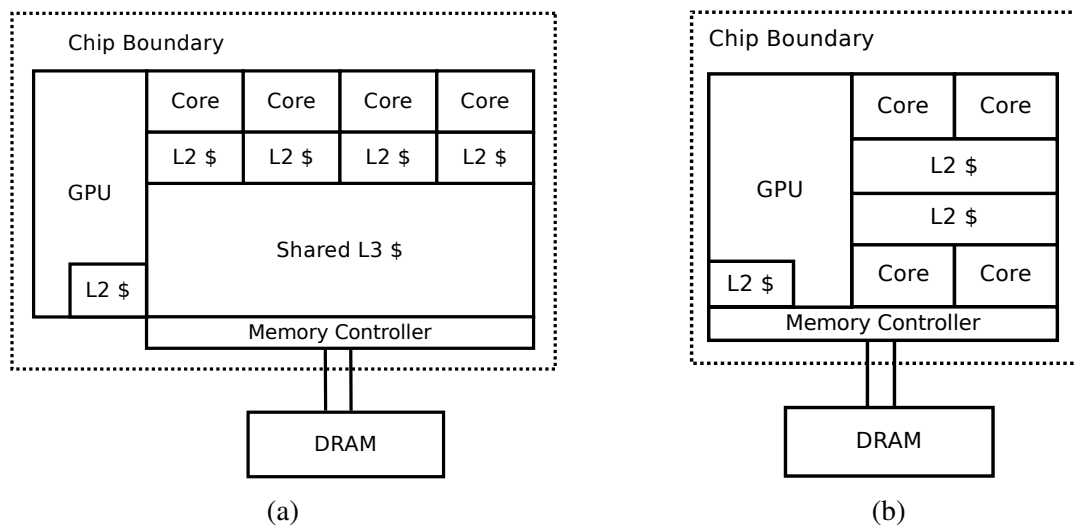 Chip Boundary
Core Core Core Core
L2 $ L2 $ L2 $ L2 $
GPU
Shared L3 $
L2 $
Memory Controller
DRAM
(a)
Chip Boundary
Core Core
L2 $
GPU
L2 $
Core Core
L2 $
Memory Controller
DRAM
(b)